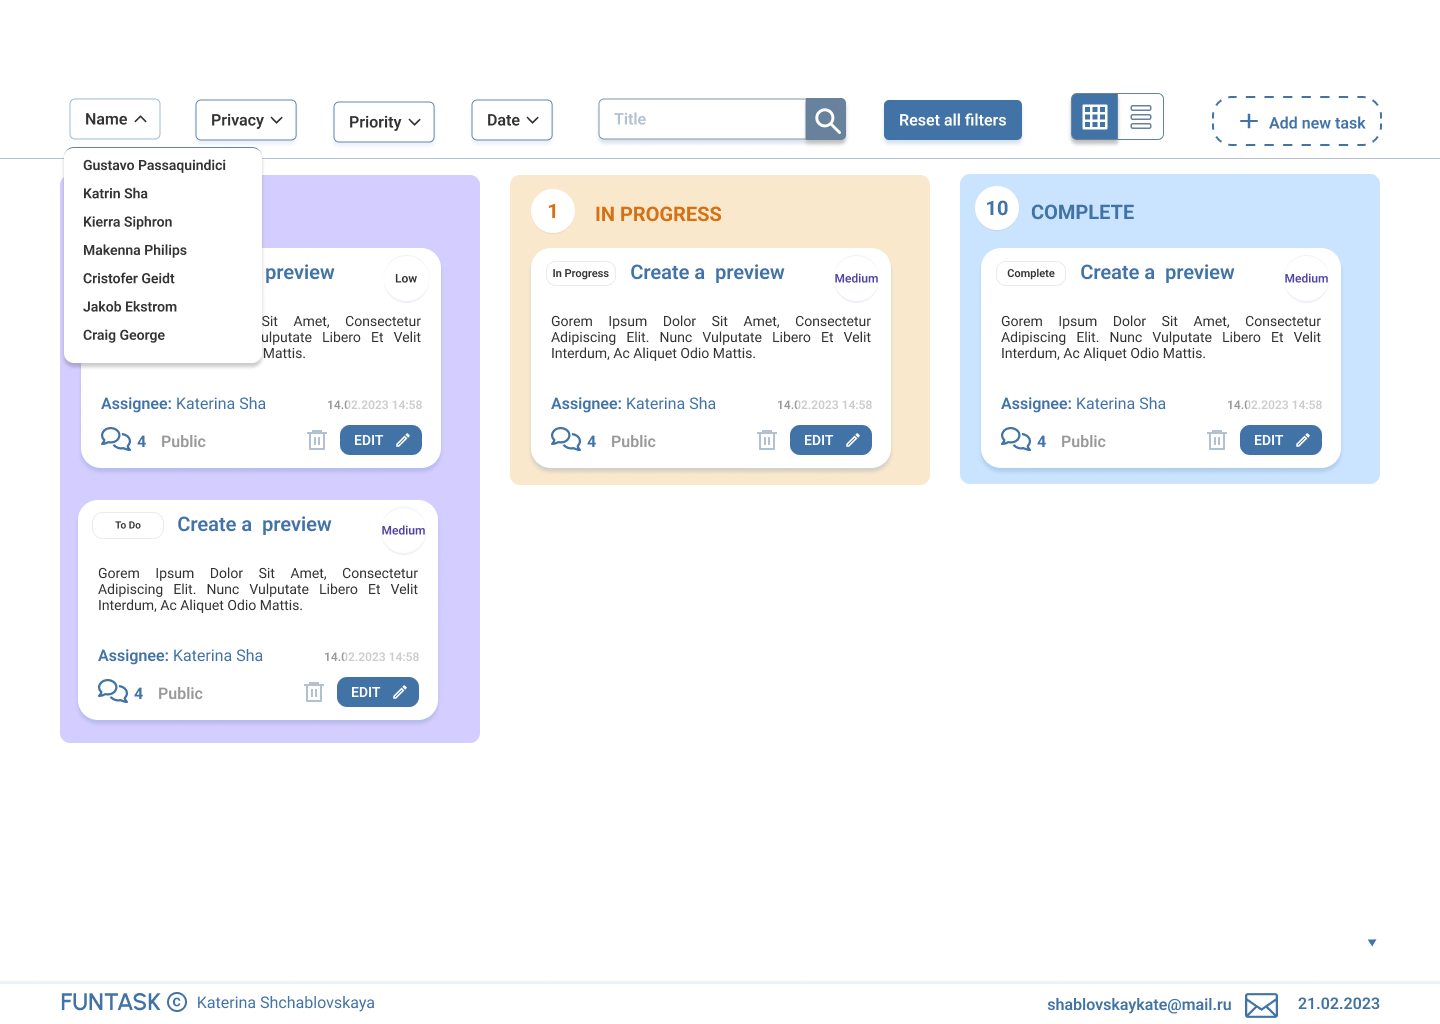 Name
Privacy
Priority
Date
Title
Reset all filters
Add new task
Gustavo Passaquindici
Katrin Sha
Kierra Siphron
Makenna Philips
Cristofer Geidt
Jakob Ekstrom
Craig George
preview
Low
Sit Amet, Consectetur
ulputate Libero Et Velit
Mattis.
Assignee: Katerina Sha
14.02.2023 14:58
4
Public
EDIT
To Do
Create a preview
Medium
Gorem Ipsum Dolor Sit Amet, Consectetur
Adipiscing Elit. Nunc Vulputate Libero Et Velit
Interdum, Ac Aliquet Odio Mattis.
Assignee: Katerina Sha
14.02.2023 14:58
4
Public
EDIT
1
IN PROGRESS
In Progress
Create a preview
Medium
Gorem Ipsum Dolor Sit Amet, Consectetur
Adipiscing Elit. Nunc Vulputate Libero Et Velit
Interdum, Ac Aliquet Odio Mattis.
Assignee: Katerina Sha
14.02.2023 14:58
4
Public
EDIT
10
COMPLETE
Complete
Create a preview
Medium
Gorem Ipsum Dolor Sit Amet, Consectetur
Adipiscing Elit. Nunc Vulputate Libero Et Velit
Interdum, Ac Aliquet Odio Mattis.
Assignee: Katerina Sha
14.02.2023 14:58
4
Public
EDIT
FUNTASK © Katerina Shchablovskaya
shablovskaykate@mail.ru
21.02.2023